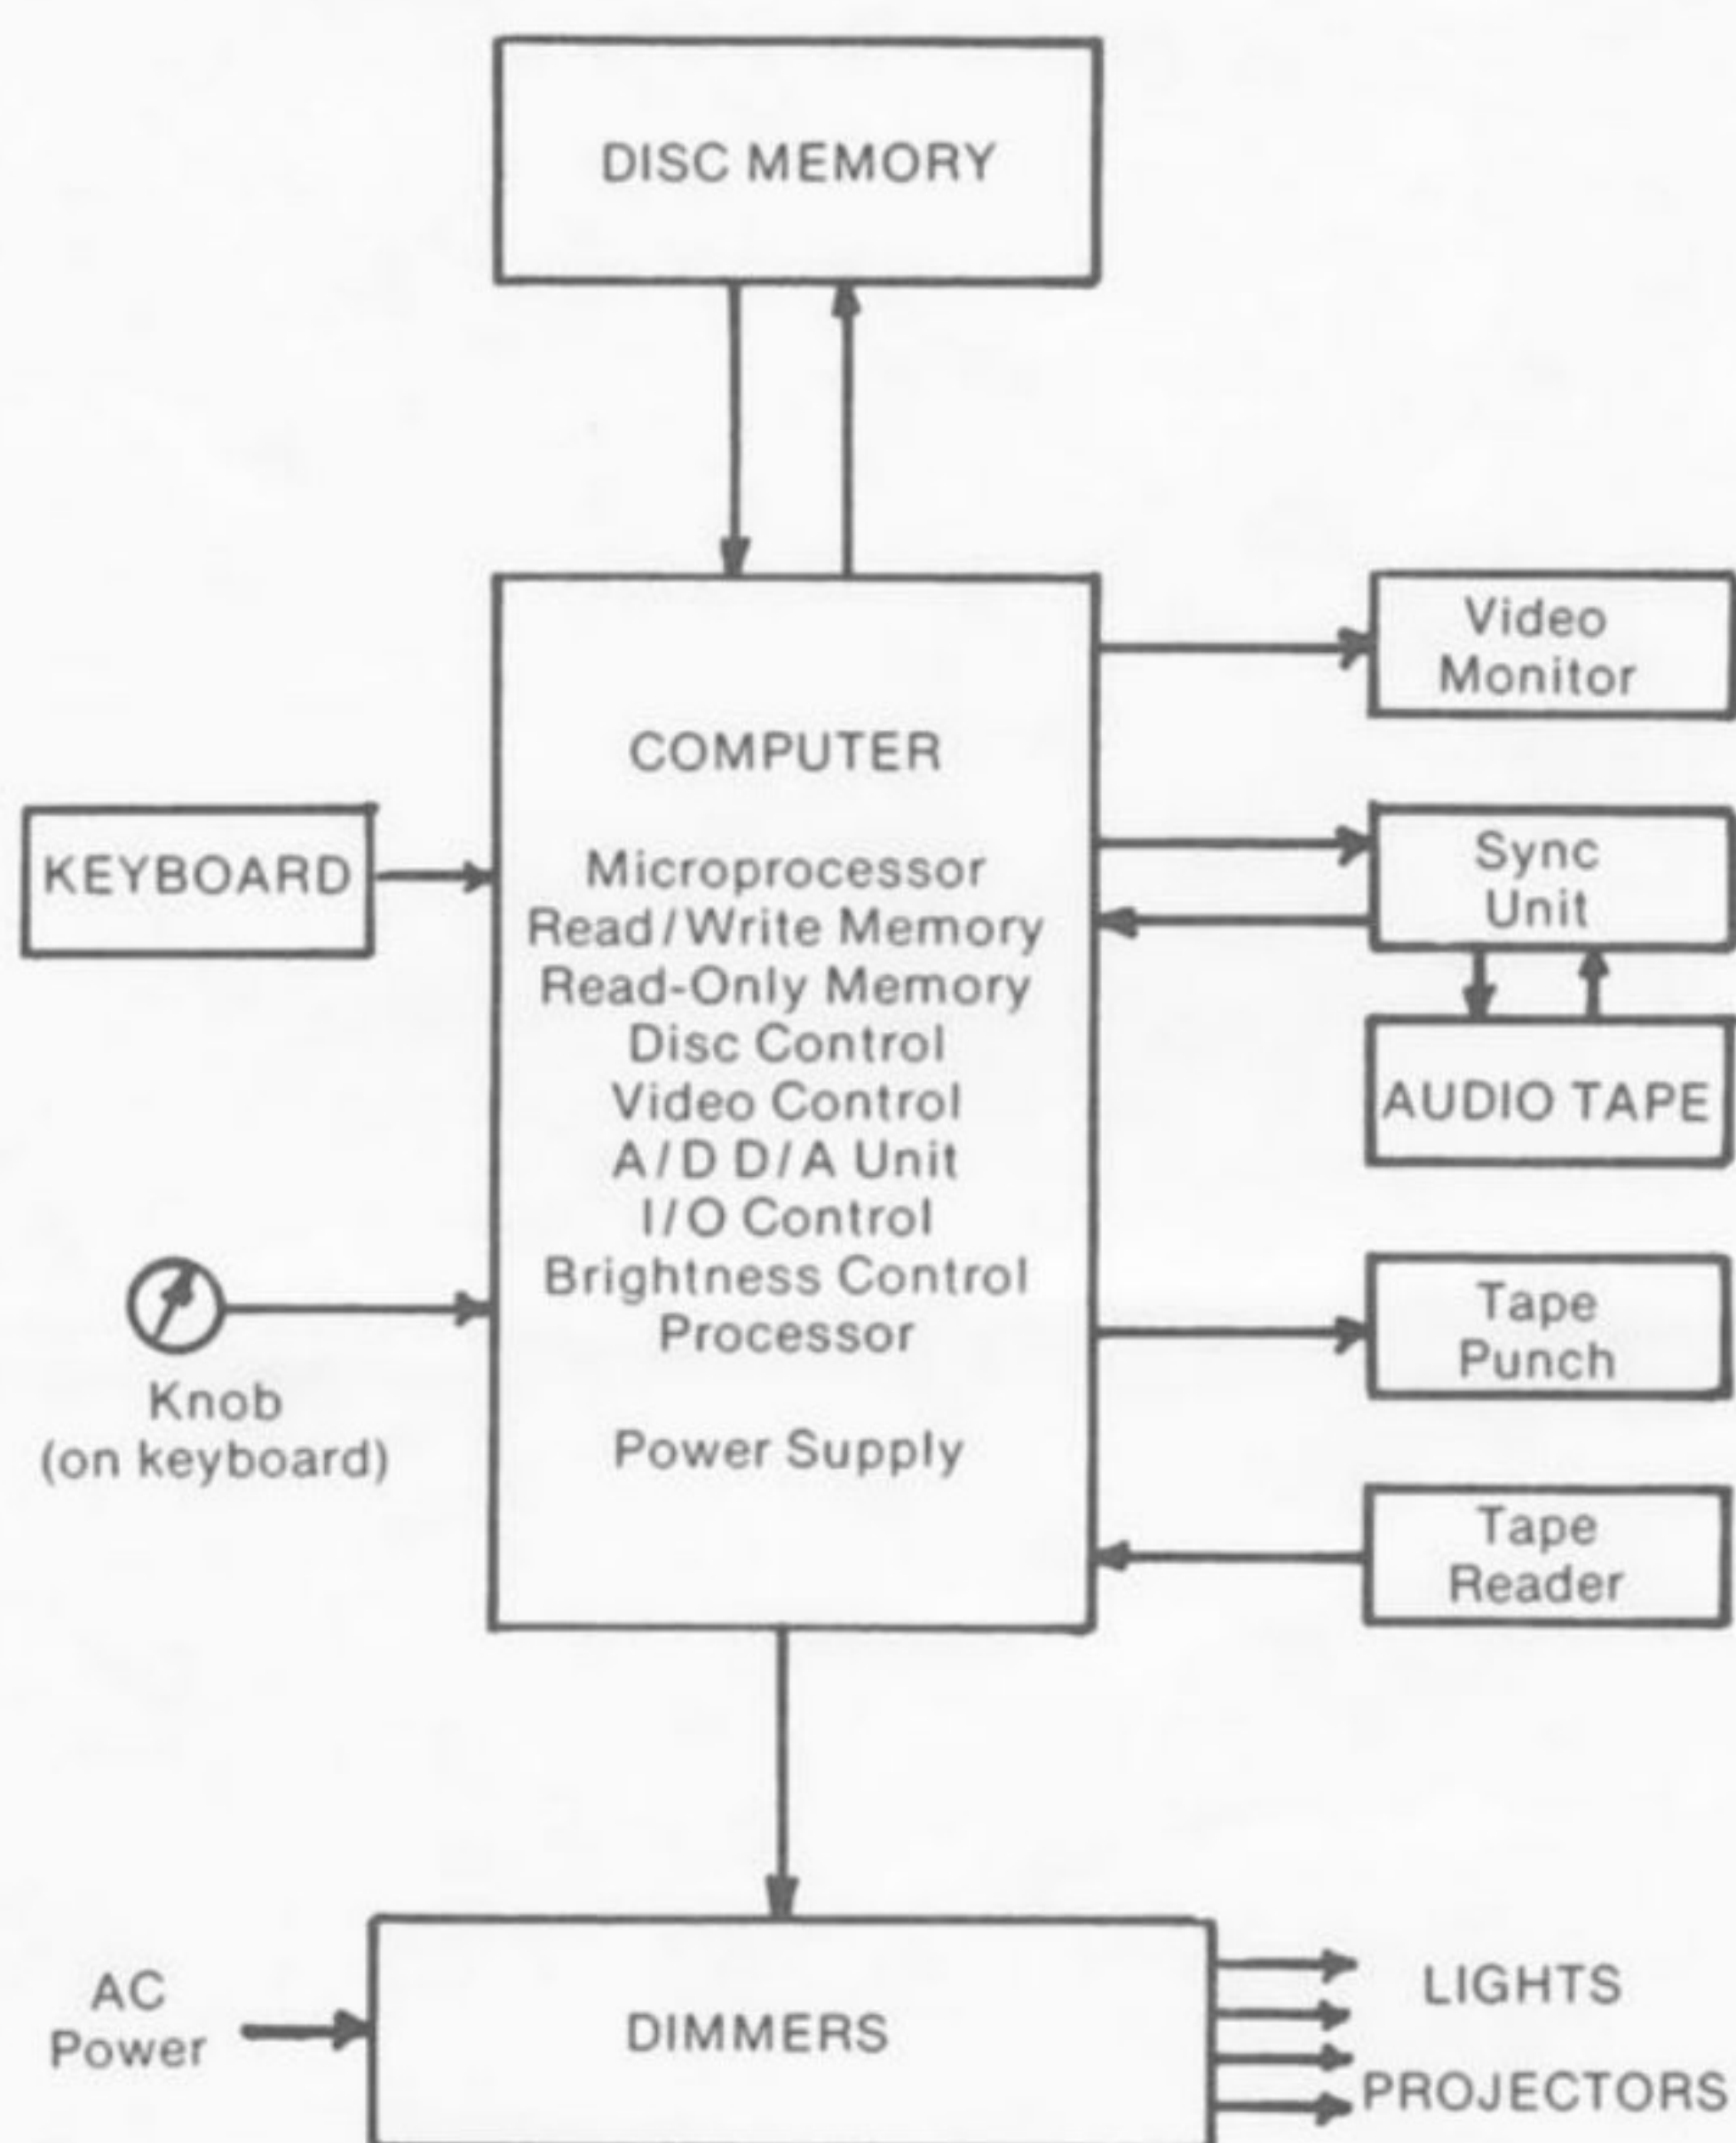 DISC MEMORY
Video
Monitor
COMPUTER
KEYBOARD
Microprocessor
Read/Write Memory
Read-Only Memory
Disc Control
Video Control
A/D D/A Unit
I/O Control
Brightness Control
Processor
Power Supply
Sync
Unit
AUDIO TAPE
Knob
(on keyboard)
Tape
Punch
Tape
Reader
AC
Power
DIMMERS
LIGHTS
PROJECTORS